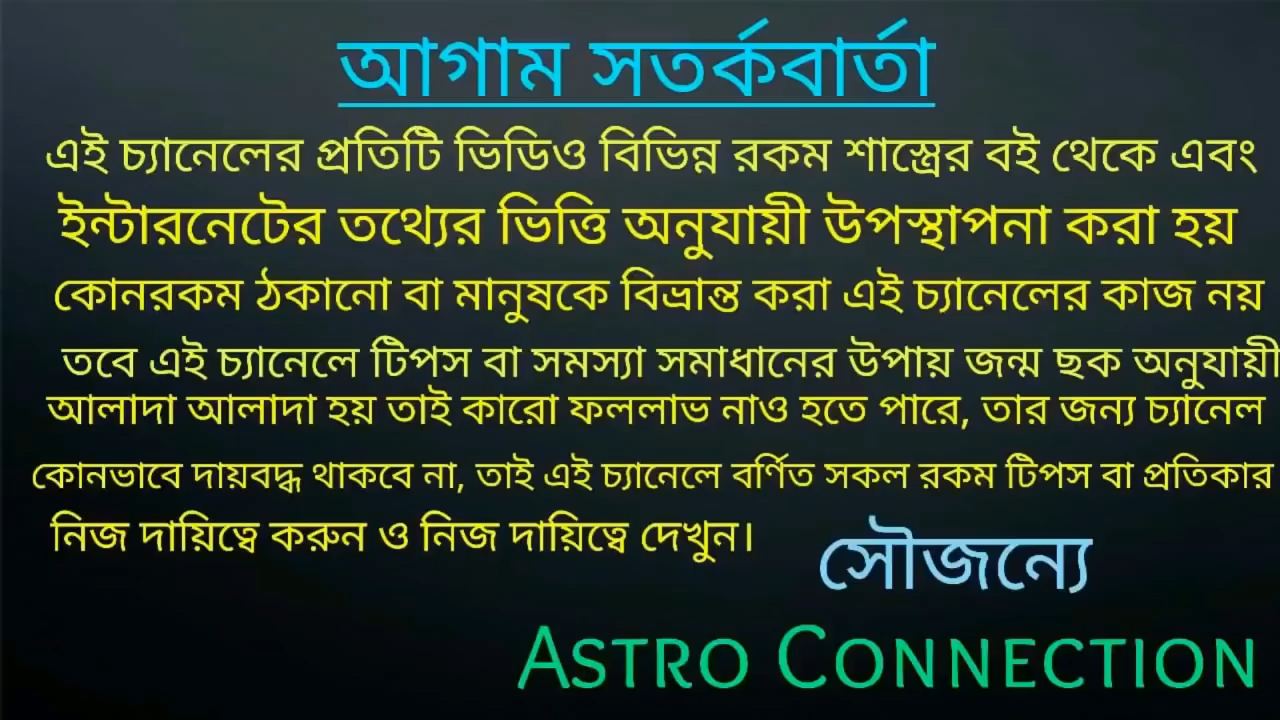 আগাম সতর্কবার্তা
এই চ্যানেলের প্রতিটি ভিডিও বিভিন্ন রকম শাস্ত্রের বই থেকে এবং
ইন্টারনেটের তথ্যের ভিত্তি অনুযায়ী উপস্থাপনা করা হয়
কোনরকম ঠকানো বা মানুষকে বিভ্রান্ত করা এই চ্যানেলের কাজ নয়
তবে এই চ্যানেলে টিপস বা সমস্যা সমাধানের উপায় জন্ম ছক অনুযায়ী
আলাদা আলাদা হয় তাই কারো ফললাভ নাও হতে পারে, তার জন্য চ্যানেল
কোনভাবে দায়বদ্ধ থাকবে না, তাই এই চ্যানেলে বর্ণিত সকল রকম টিপস বা প্রতিকার
নিজ দায়িত্বে করুন ও নিজ দায়িত্বে দেখুন।
সৌজন্যে
ASTRO CONNECTION